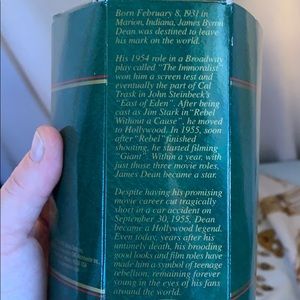 Born February 8, 1931 in
Marion, Indiana, James Byron
Dean was destined to leave
his mark on the world.
His 1954 role in a Broadway
play called "The Immoralist"
won him a screen test and
eventually the part of Cal
Trask in John Steinbeck's
"East of Eden". After being
cast as Jim Stark in "Rebel
Without a Cause", he moved
to Hollywood. In 1955, soon
after "Rebel" finished
shooting, he started filming
"Giant". Within a year, with
just those three movie roles,
James Dean became a star.
Despite having his promising
movie career cut tragically
short in a car accident on
September 30, 1955, Dean
became a Hollywood legend.
Even today, years after his
untimely death, his brooding
good looks and film roles have
made him a symbol of teenage
rebellion, remaining forever
young in the eyes of his fans
around the world.